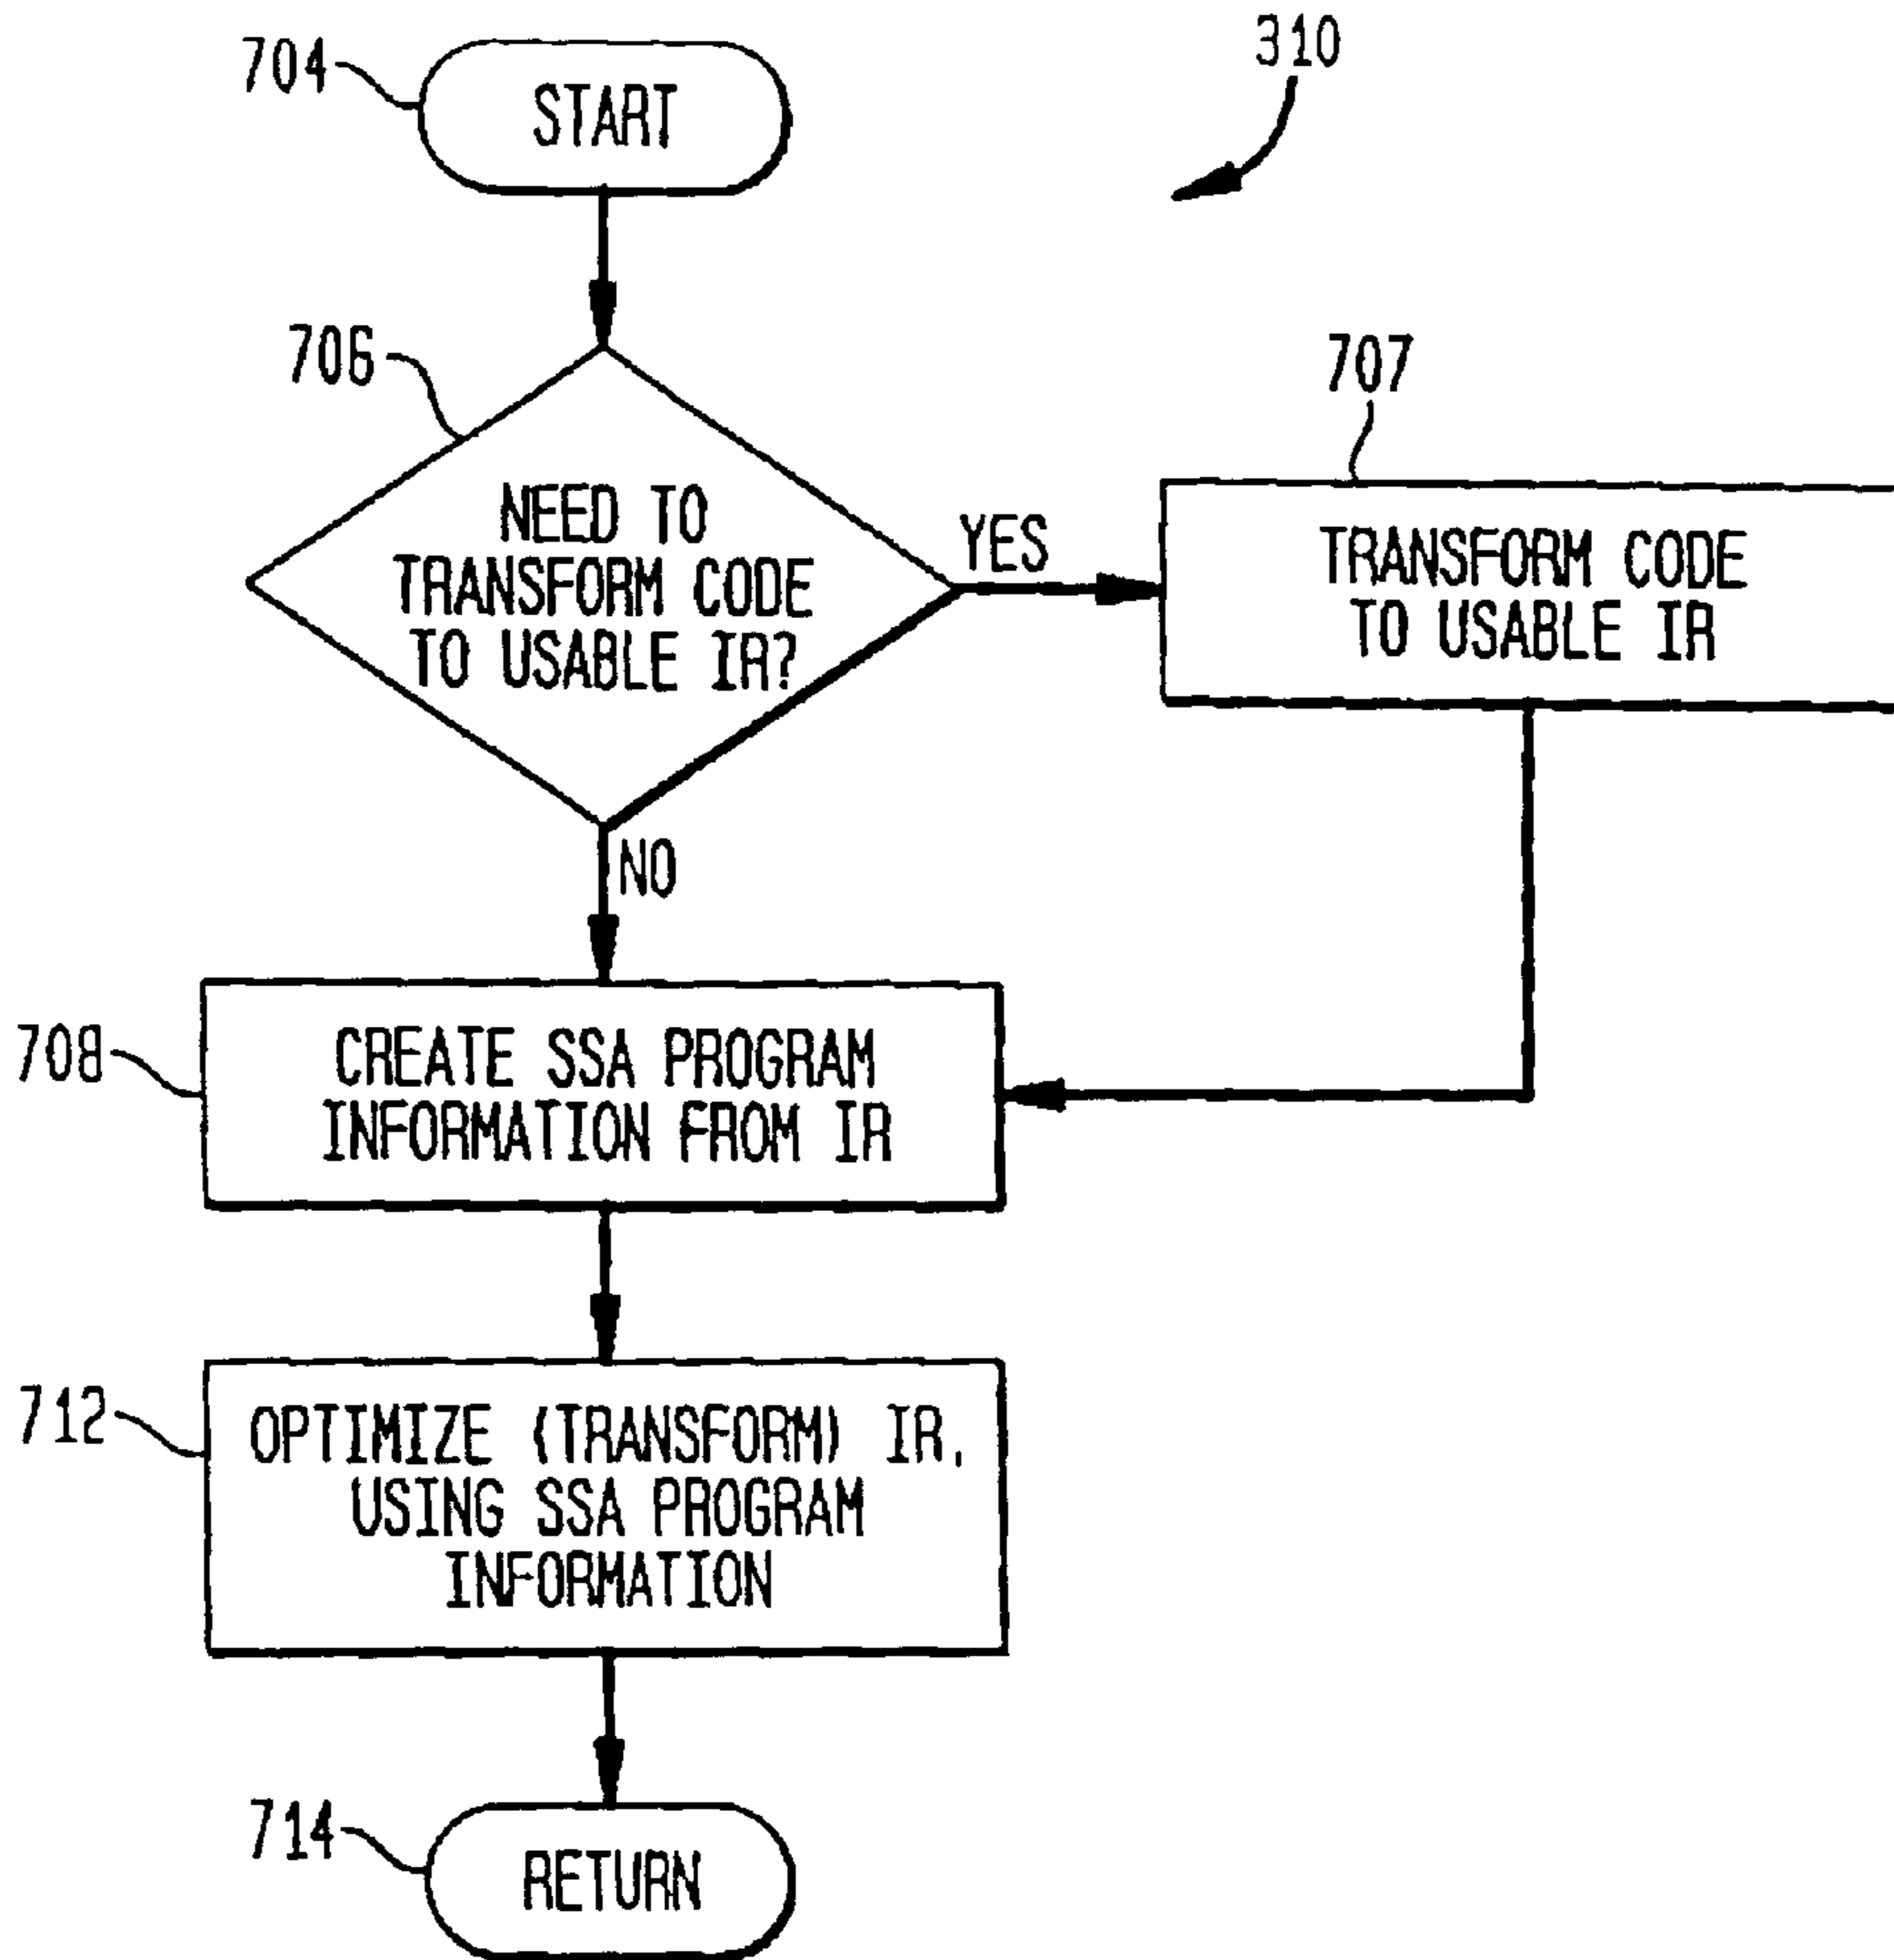 704
START
310
706
NEED TO
TRANSFORM CODE
TO USABLE IR?
YES
707
TRANSFORM CODE
TO USABLE IR
NO
708
CREATE SSA PROGRAM
INFORMATION FROM IR
712
OPTIMIZE (TRANSFORM) IR,
USING SSA PROGRAM
INFORMATION
714
RETURN